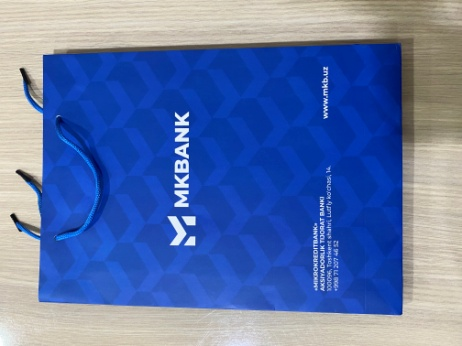 MKBANK
«MIKROKREDITBANK»
AKSIYADORLIK TIJORAT BANKI
100096, Toshkent shahri, Lutfiy ko'chasi, 14.
+998 71 207 46 52
www.mkb.uz